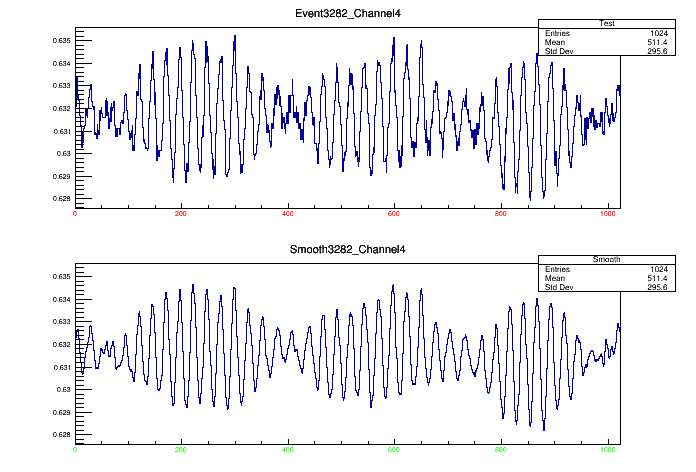 Event3282_Channel4
Test
Entries 1024
Mean 511.4
Std Dev 295.6
0.635
0.634
0.633
0.632
0.631
0.63
0.629
0.628
0 200 400 600 800 1000
Smooth3282_Channel4
Smooth
Entries 1024
Mean 511.4
Std Dev 295.6
0.635
0.634
0.633
0.632
0.631
0.63
0.629
0.628
0 200 400 600 800 1000